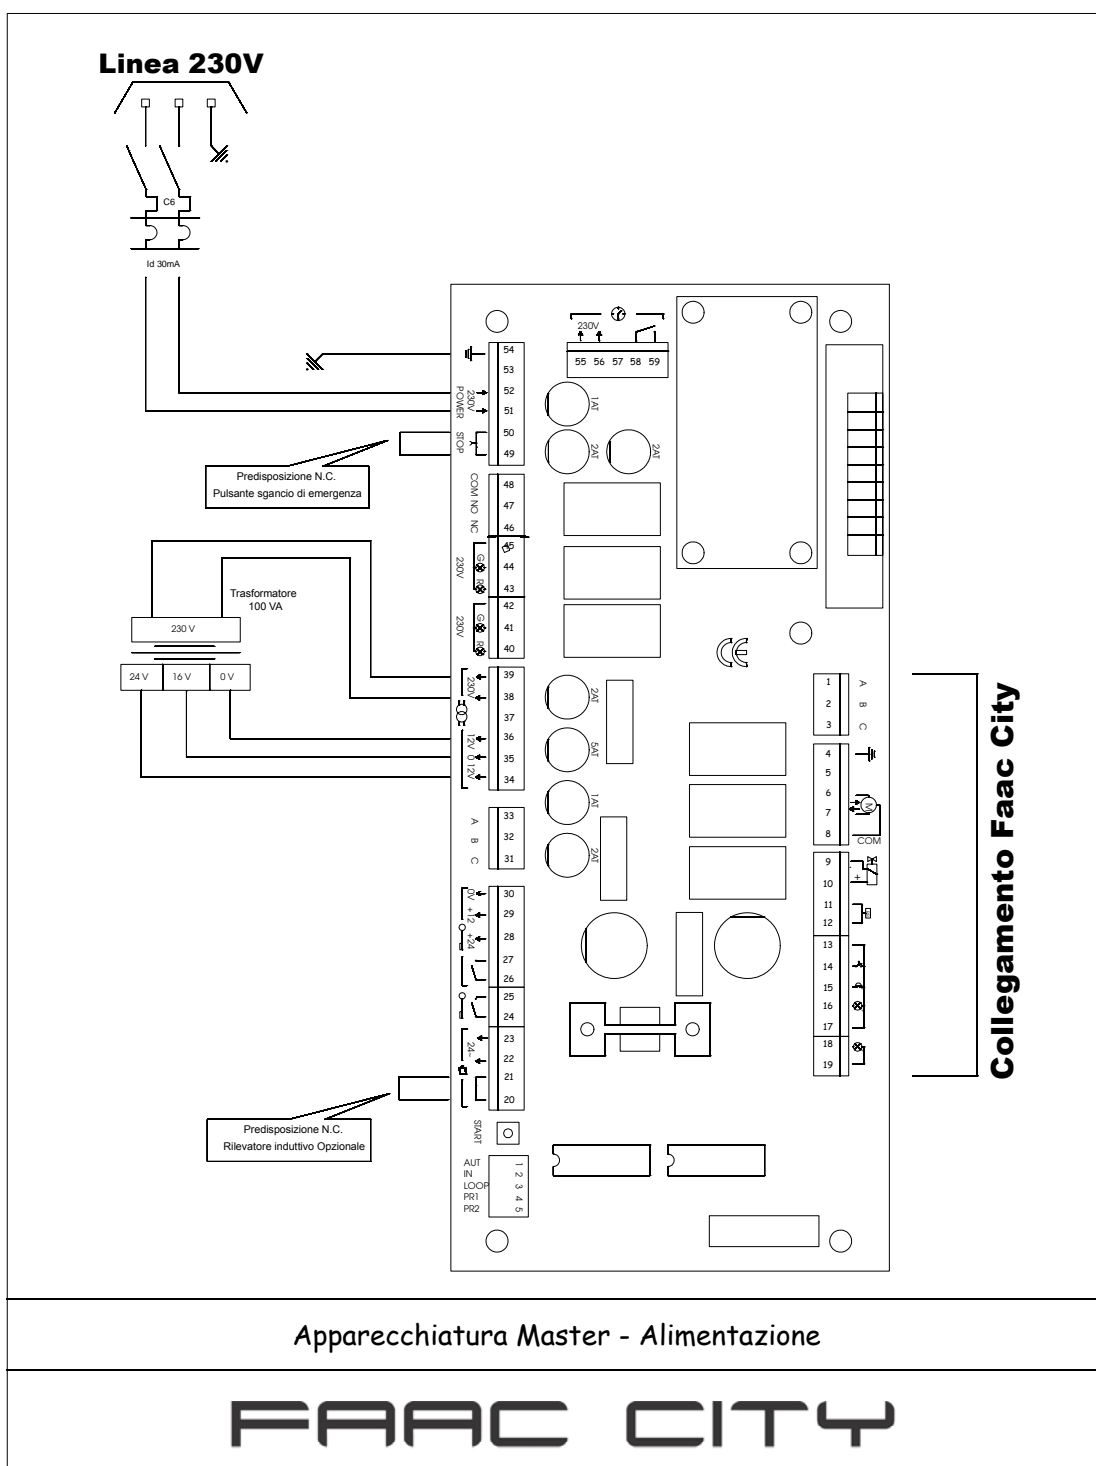 Linea 230V
C6
Id 30mA
230V
55 56 57 58 59
54
53
52
51
50
49
230V
POWER
STOP
1AT
2AT
2AT
Predisposizione N.C.
Pulsante sgancio di emergenza
48
47
46
COM NO NC
45
44
43
230V
G
R
42
41
40
230V
G
R
Trasformatore
100 VA
230 V
24 V
16 V
0 V
39
38
37
36
35
34
230V
12V 0 12V
2AT
5AT
1AT
2AT
33
32
31
A
B
C
30
29
28
27
26
25
24
23
22
21
20
0V
+12
+24
24~
Predisposizione N.C.
Rilevatore induttivo Opzionale
START
AUT 1
IN 2
LOOP 3
PR1 4
PR2 5
CE
1 A
2 B
3 C
4
5
6
7
8
M
COM
9
10
- +
11
12
13
14
15
16
17
18
19
Collegamento Faac City
Apparecchiatura Master - Alimentazione
FAAC CITY